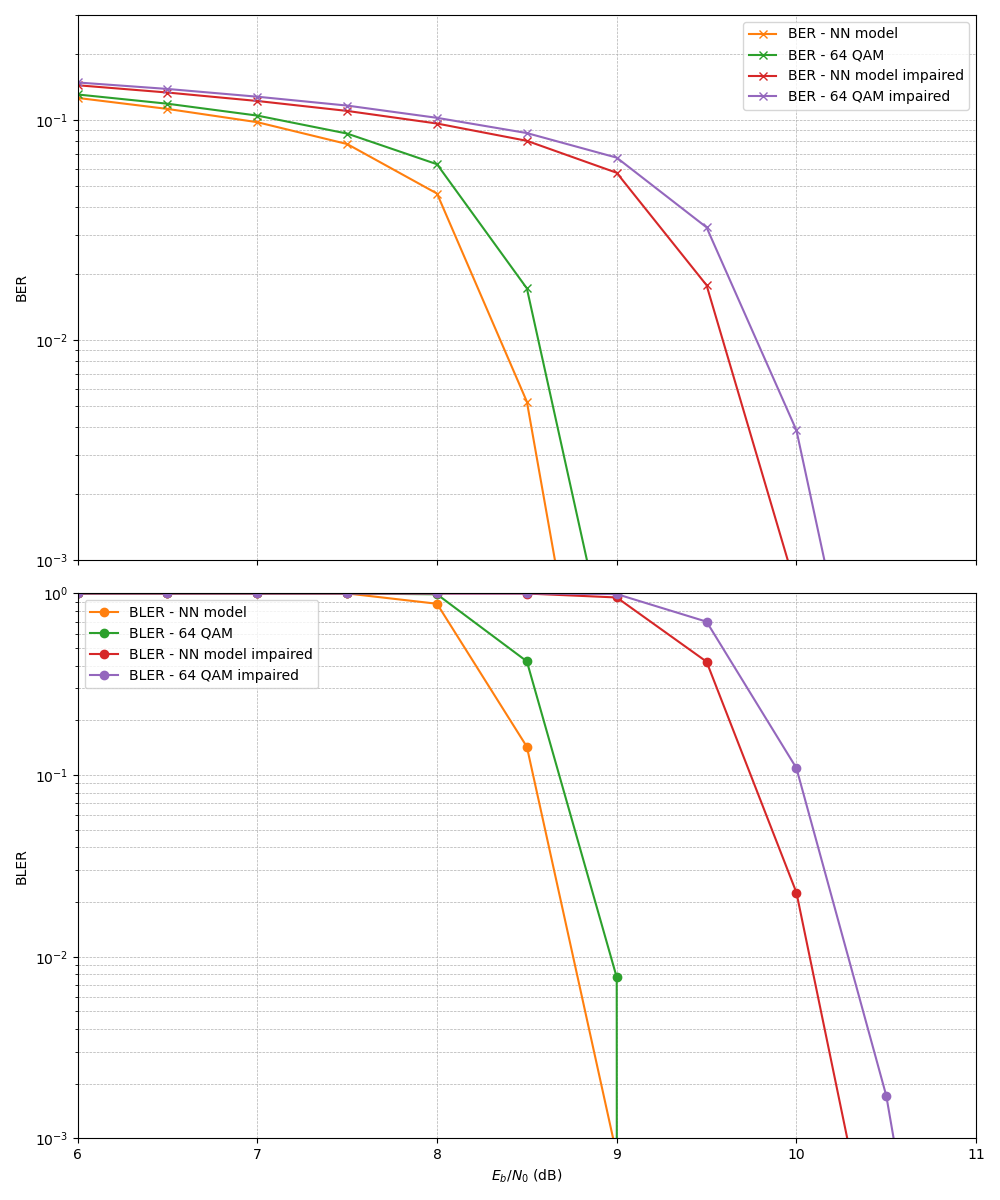 BER - NN model
BER - 64 QAM
BER - NN model impaired
BER - 64 QAM impaired
10⁻¹
10⁻²
10⁻³
BER
10⁰
BLER - NN model
BLER - 64 QAM
BLER - NN model impaired
BLER - 64 QAM impaired
10⁻¹
10⁻²
10⁻³
BLER
6 7 8 9 10 11
E_b/N_0 (dB)